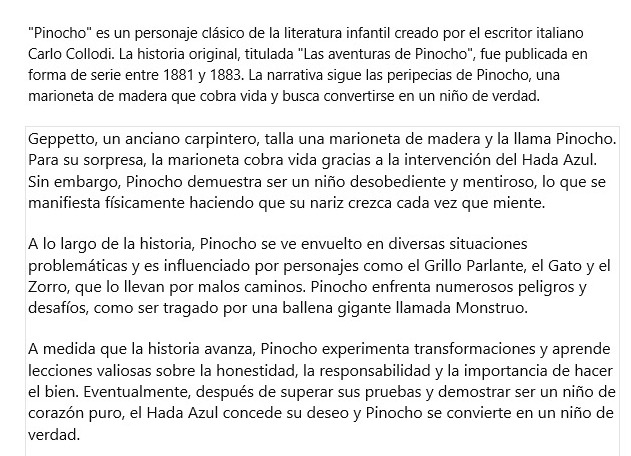 "Pinocho" es un personaje clásico de la literatura infantil creado por el escritor italiano
Carlo Collodi. La historia original, titulada "Las aventuras de Pinocho", fue publicada en
forma de serie entre 1881 y 1883. La narrativa sigue las peripecias de Pinocho, una
marioneta de madera que cobra vida y busca convertirse en un niño de verdad.
Geppetto, un anciano carpintero, talla una marioneta de madera y la llama Pinocho.
Para su sorpresa, la marioneta cobra vida gracias a la intervención del Hada Azul.
Sin embargo, Pinocho demuestra ser un niño desobediente y mentiroso, lo que se
manifiesta físicamente haciendo que su nariz crezca cada vez que miente.
A lo largo de la historia, Pinocho se ve envuelto en diversas situaciones
problemáticas y es influenciado por personajes como el Grillo Parlante, el Gato y el
Zorro, que lo llevan por malos caminos. Pinocho enfrenta numerosos peligros y
desafíos, como ser tragado por una ballena gigante llamada Monstruo.
A medida que la historia avanza, Pinocho experimenta transformaciones y aprende
lecciones valiosas sobre la honestidad, la responsabilidad y la importancia de hacer
el bien. Eventualmente, después de superar sus pruebas y demostrar ser un niño de
corazón puro, el Hada Azul concede su deseo y Pinocho se convierte en un niño de
verdad.